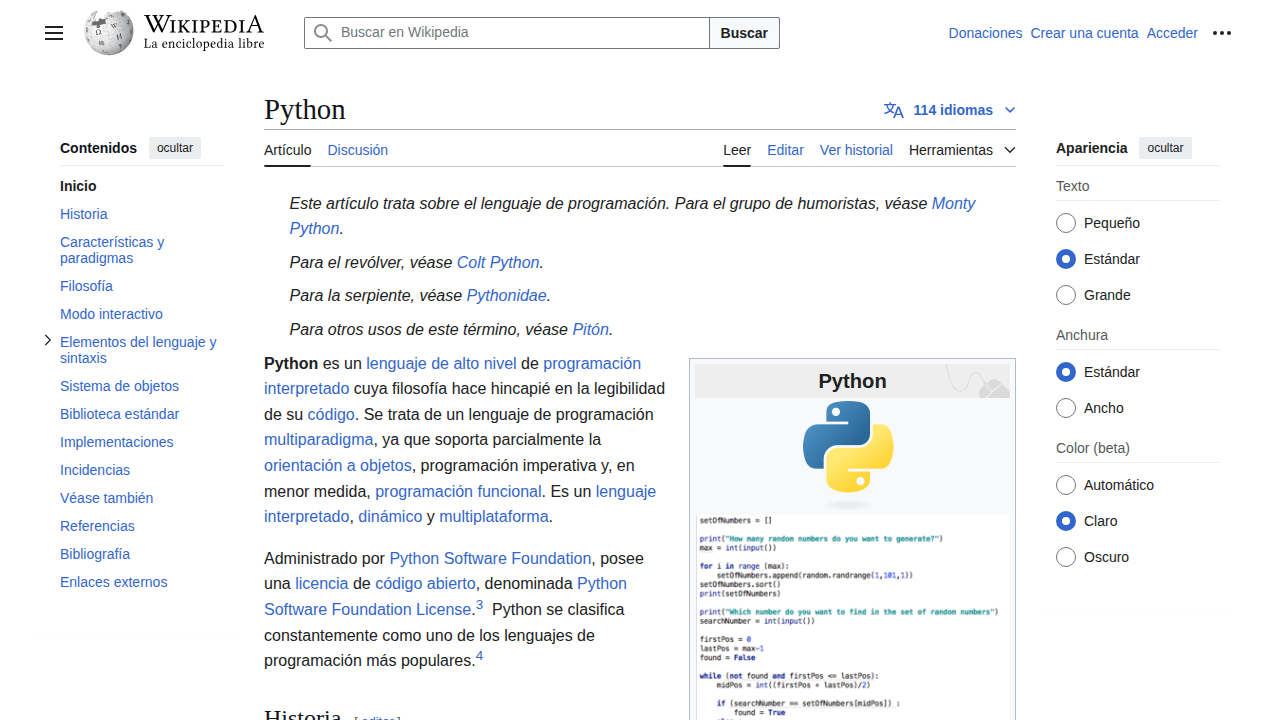 WIKIPEDIA
La enciclopedia libre
Buscar en Wikipedia
Buscar
Donaciones Crear una cuenta Acceder
Python
114 idiomas
Artículo Discusión
Leer Editar Ver historial Herramientas
Contenidos ocultar
Inicio
Historia
Características y
paradigmas
Filosofía
Modo interactivo
Elementos del lenguaje y
sintaxis
Sistema de objetos
Biblioteca estándar
Implementaciones
Incidencias
Véase también
Referencias
Bibliografía
Enlaces externos
Este artículo trata sobre el lenguaje de programación. Para el grupo de humoristas, véase Monty
Python.
Para el revólver, véase Colt Python.
Para la serpiente, véase Pythonidae.
Para otros usos de este término, véase Pitón.
Python es un lenguaje de alto nivel de programación
interpretado cuya filosofía hace hincapié en la legibilidad
de su código. Se trata de un lenguaje de programación
multiparadigma, ya que soporta parcialmente la
orientación a objetos, programación imperativa y, en
menor medida, programación funcional. Es un lenguaje
interpretado, dinámico y multiplataforma.
Administrado por Python Software Foundation, posee
una licencia de código abierto, denominada Python
Software Foundation License.3 Python se clasifica
constantemente como uno de los lenguajes de
programación más populares.4
Historia [ editar ]
Python
setOfNumbers = []
print("How many random numbers do you want to generate?")
max = int(input())
for i in range (max):
setOfNumbers.append(random.randrange(1,101,1))
setOfNumbers.sort()
print(setOfNumbers)
print("Which number do you want to find in the set of random numbers")
searchNumber = int(input())
firstPos = 0
lastPos = max-1
found = False
while (not found and firstPos <= lastPos):
midPos = int((firstPos + lastPos)/2)
if (searchNumber == setOfNumbers[midPos]) :
found = True
Apariencia ocultar
Texto
Pequeño
Estándar
Grande
Anchura
Estándar
Ancho
Color (beta)
Automático
Claro
Oscuro